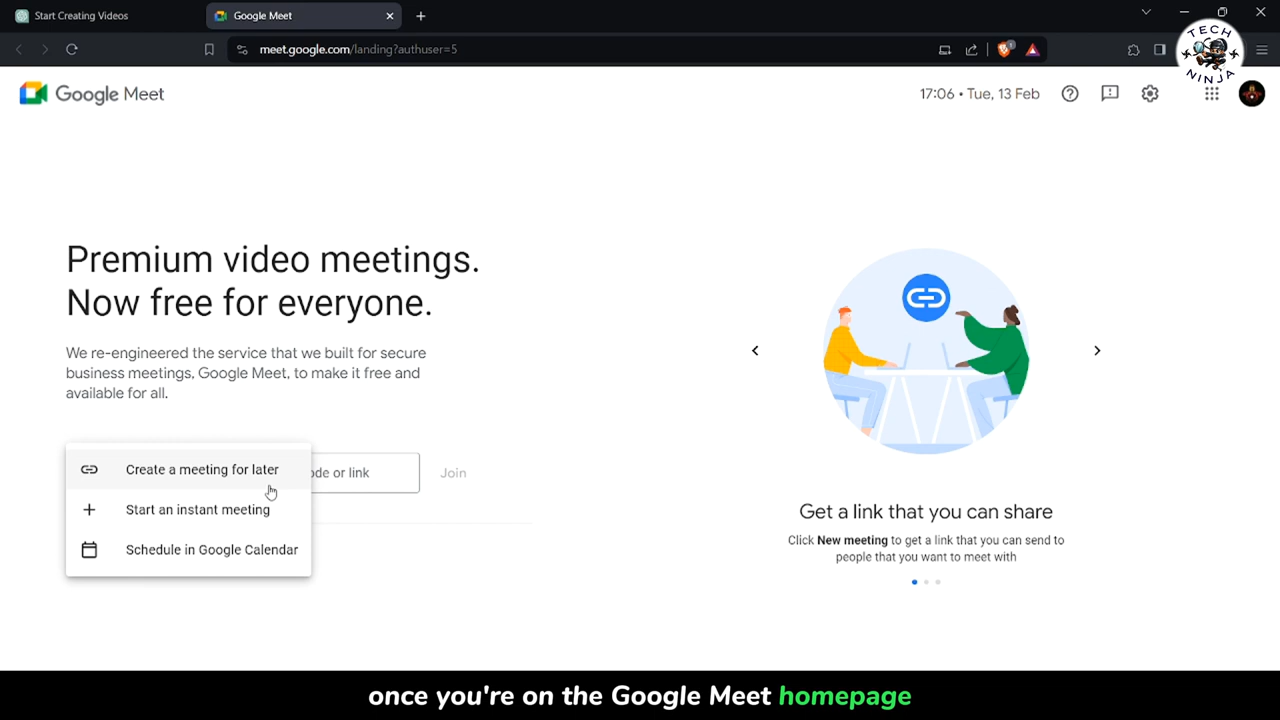 Start Creating Videos
Google Meet
meet.google.com/landing?authuser=5
TECH
NINJA
Google Meet
17:06 • Tue, 13 Feb
Premium video meetings.
Now free for everyone.
We re-engineered the service that we built for secure
business meetings, Google Meet, to make it free and
available for all.
Create a meeting for later
ode or link
Join
Start an instant meeting
Schedule in Google Calendar
Get a link that you can share
Click New meeting to get a link that you can send to
people that you want to meet with
once you're on the Google Meet homepage